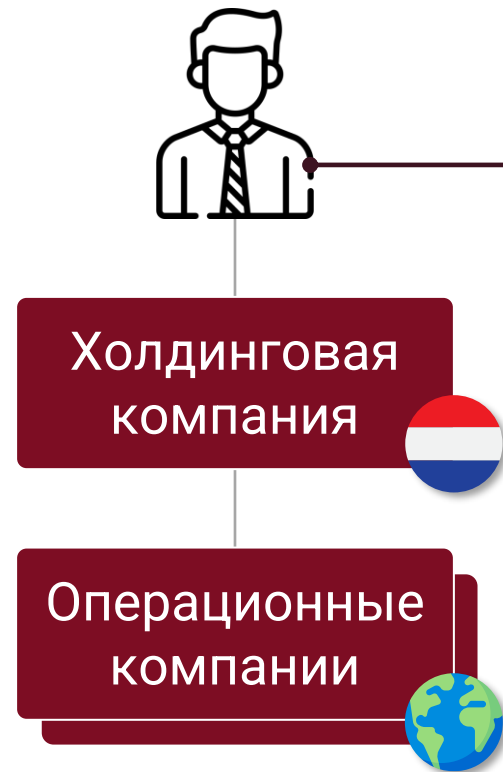 Холдинговая
компания
Операционные
компании